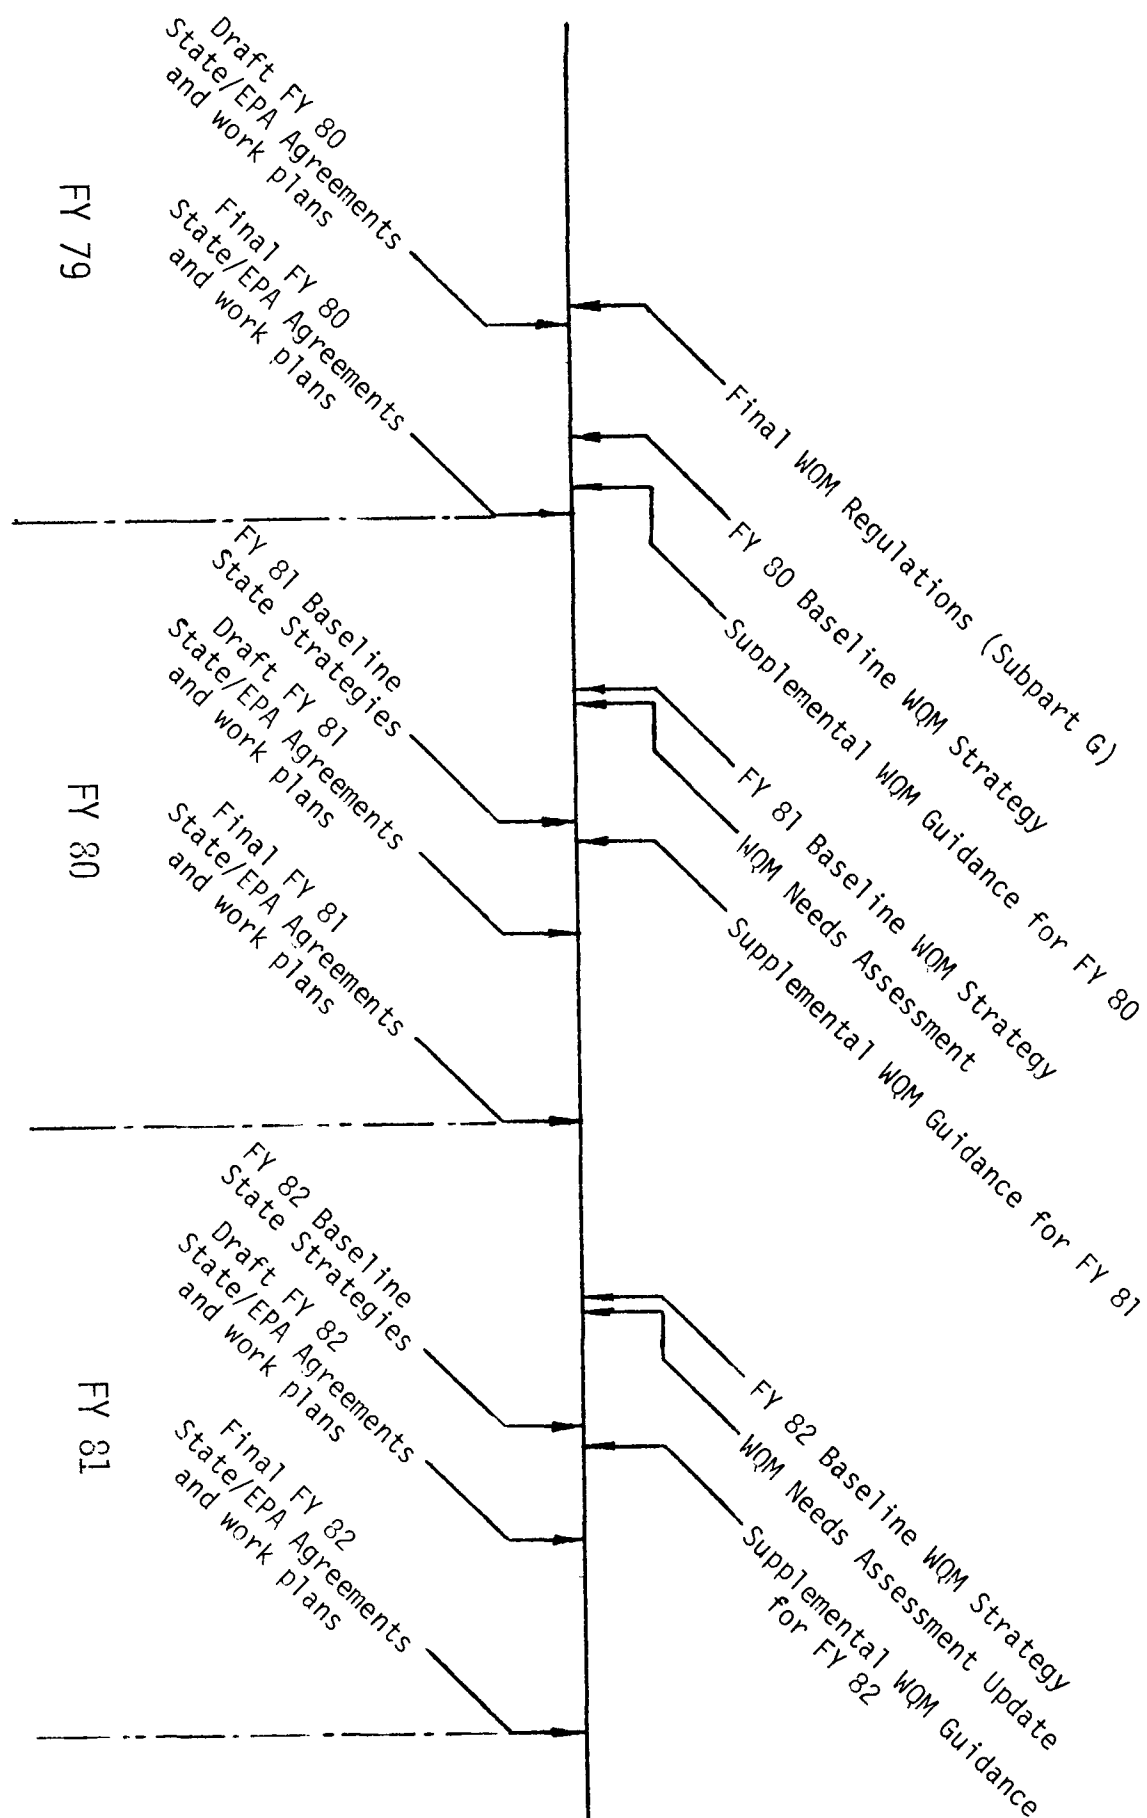 Final WQM Regulations (Subpart G)
FY 80 Baseline WQM Strategy
Supplemental WQM Guidance for FY 80
FY 81 Baseline WQM Strategy
WQM Needs Assessment
Supplemental WQM Guidance for FY 81
FY 82 Baseline WQM Strategy
WQM Needs Assessment Update
Supplemental WQM Guidance
for FY 82
Draft FY 80
State/EPA Agreements
and work plans
Final FY 80
State/EPA Agreements
and work plans
FY 81 Baseline
State Strategies
Draft FY 81
State/EPA Agreements
and work plans
Final FY 81
State/EPA Agreements
and work plans
FY 82 Baseline
State Strategies
Draft FY 82
State/EPA Agreements
and work plans
Final FY 82
State/EPA Agreements
and work plans
FY 79
FY 80
FY 81